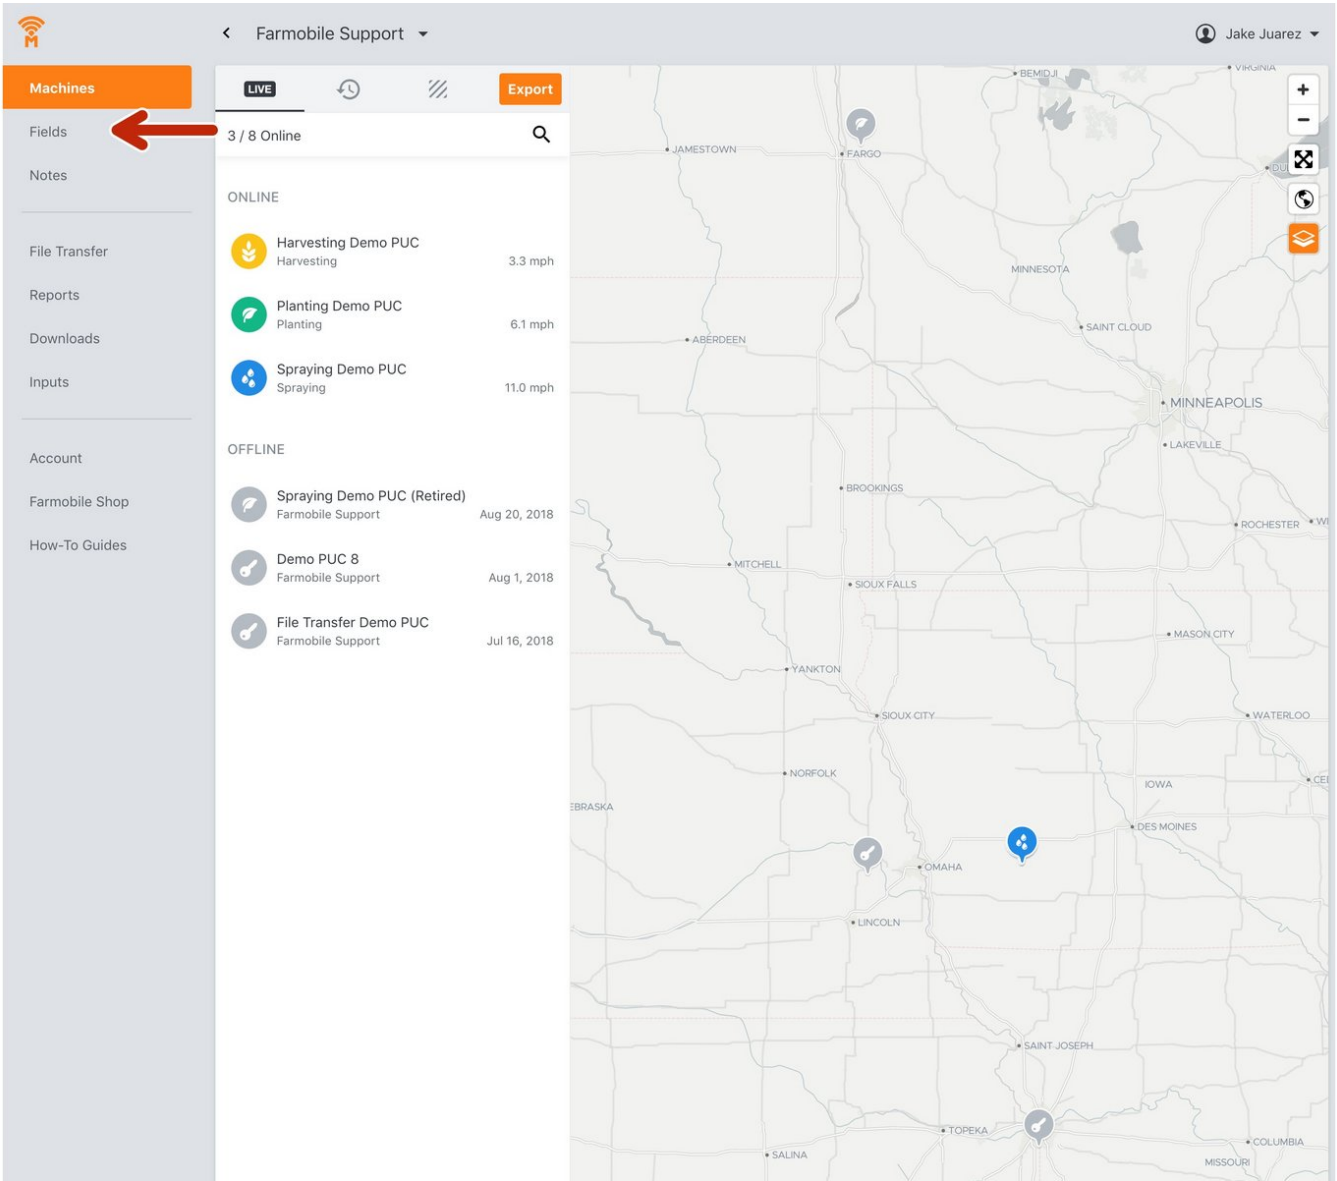 Farmobile Support
Jake Juarez
Machines
Fields
Notes
File Transfer
Reports
Downloads
Inputs
Account
Farmobile Shop
How-To Guides
LIVE
Export
3 / 8 Online
ONLINE
Harvesting Demo PUC
Harvesting
3.3 mph
Planting Demo PUC
Planting
6.1 mph
Spraying Demo PUC
Spraying
11.0 mph
OFFLINE
Spraying Demo PUC (Retired)
Farmobile Support
Aug 20, 2018
Demo PUC 8
Farmobile Support
Aug 1, 2018
File Transfer Demo PUC
Farmobile Support
Jul 16, 2018
BEMIDJI
VIRGINIA
JAMESTOWN
FARGO
DU
MINNESOTA
SAINT CLOUD
ABERDEEN
MINNEAPOLIS
LAKEVILLE
BROOKINGS
ROCHESTER
WI
MITCHELL
SIOUX FALLS
MASON CITY
YANKTON
SIOUX CITY
WATERLOO
NORFOLK
IOWA
CE
EBRASKA
DES MOINES
OMAHA
LINCOLN
SAINT JOSEPH
TOPEKA
COLUMBIA
SALINA
MISSOURI